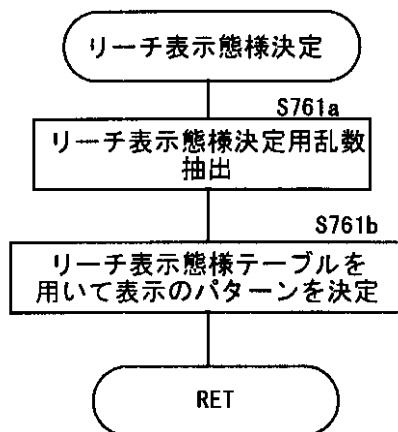 リーチ表示態様決定
S761a
リーチ表示態様決定用乱数
抽出
S761b
リーチ表示態様テーブルを
用いて表示のパターンを決定
RET